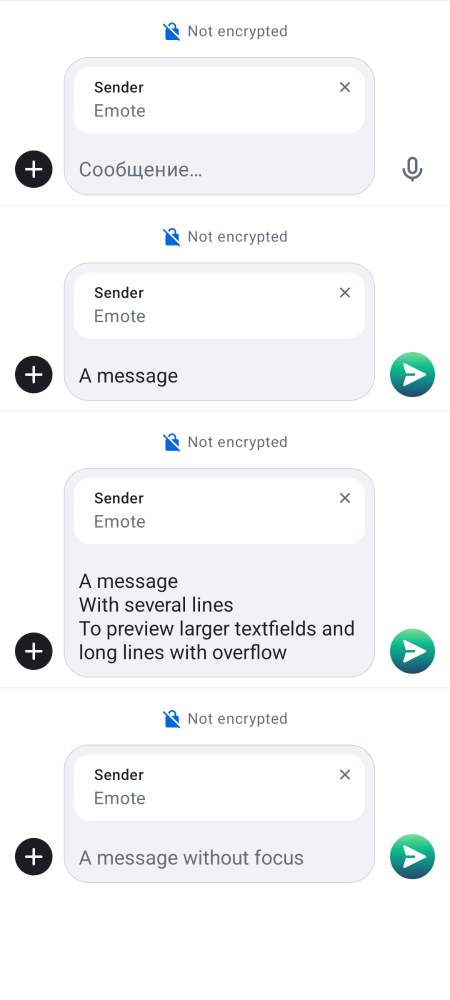 Not encrypted
Sender
Emote
Сообщение…
Not encrypted
Sender
Emote
A message
Not encrypted
Sender
Emote
A message
With several lines
To preview larger textfields and
long lines with overflow
Not encrypted
Sender
Emote
A message without focus